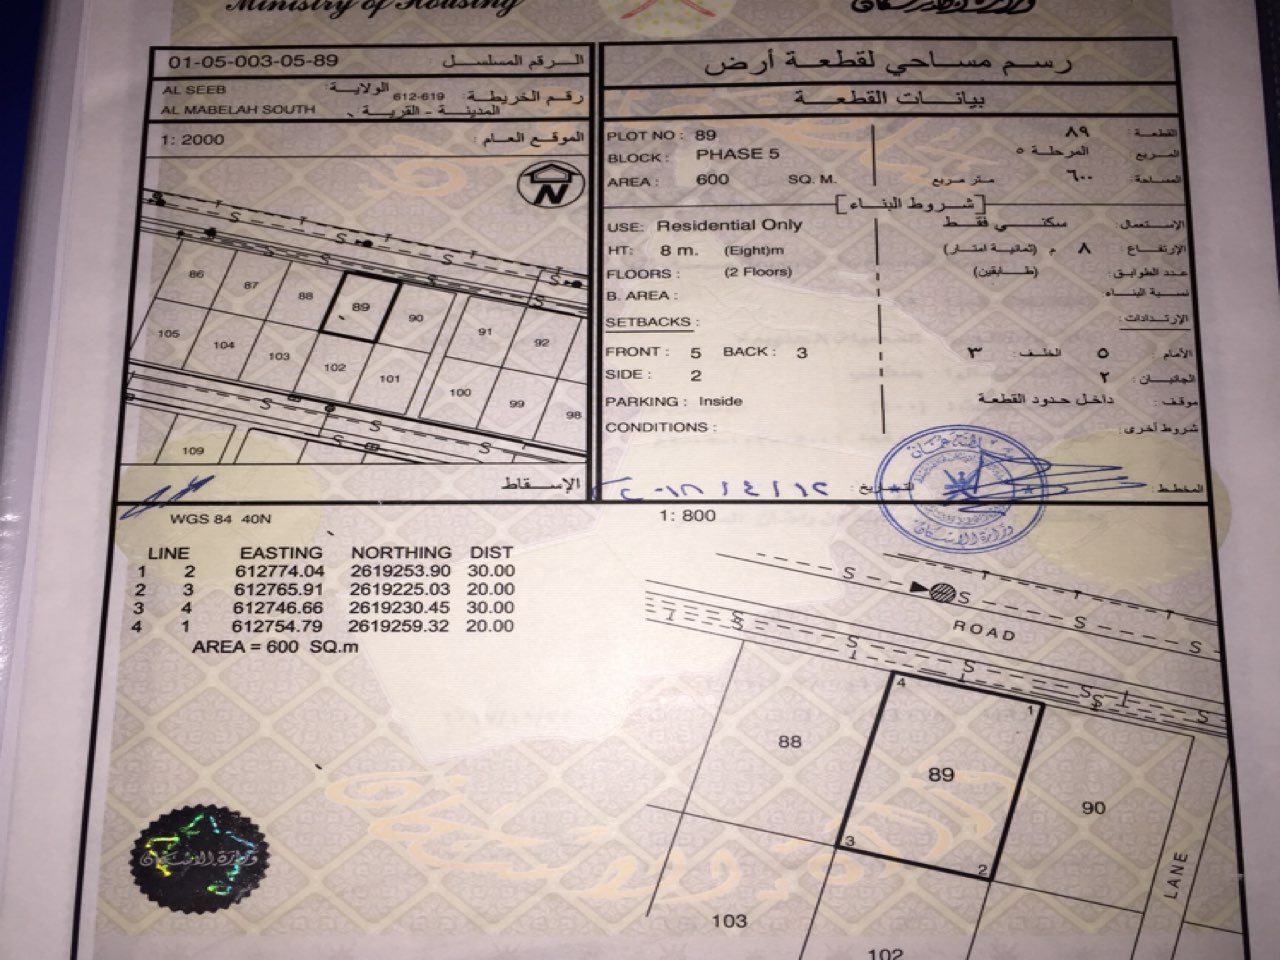 Ministry of Housing
01-05-003-05-89 الرقم المسلسل :
AL SEEB الولاية :
612-619 رقم الخريطة :
AL MABELAH SOUTH المدينة - القرية :
1: 2000 الموقع العام :
N
86
87
88
89
90
91
92
105
104
103
102
101
100
99
98
109
الإسقاط
رسم مساحي لقطعة أرض
بيانات القطعة
PLOT NO : 89 ٨٩ القطعة :
BLOCK : PHASE 5 المرحلة ٥ المربع :
AREA : 600 SQ. M. متر مربع ٦٠٠ المساحة :
[شروط البناء]
USE: Residential Only سكني فقط الإستعمال :
HT: 8 m. (Eight)m (ثمانية امتار) م ٨ الإرتفاع :
FLOORS : (2 Floors) (طابقين) عدد الطوابق :
B. AREA : نسبة البناء :
SETBACKS : الإرتدادات :
FRONT : 5 BACK : 3 ٣ الخلف : ٥ الأمام :
SIDE : 2 ٢ الجانبان :
PARKING : Inside داخل حدود القطعة موقف :
CONDITIONS : شروط أخرى :
المخطط :
WGS 84 40N
1: 800
LINE EASTING NORTHING DIST
1 2 612774.04 2619253.90 30.00
2 3 612765.91 2619225.03 20.00
3 4 612746.66 2619230.45 30.00
4 1 612754.79 2619259.32 20.00
AREA = 600 SQ.m
ROAD
4
1
88
89
90
3
2
LANE
103
102
وزارة الإسكان